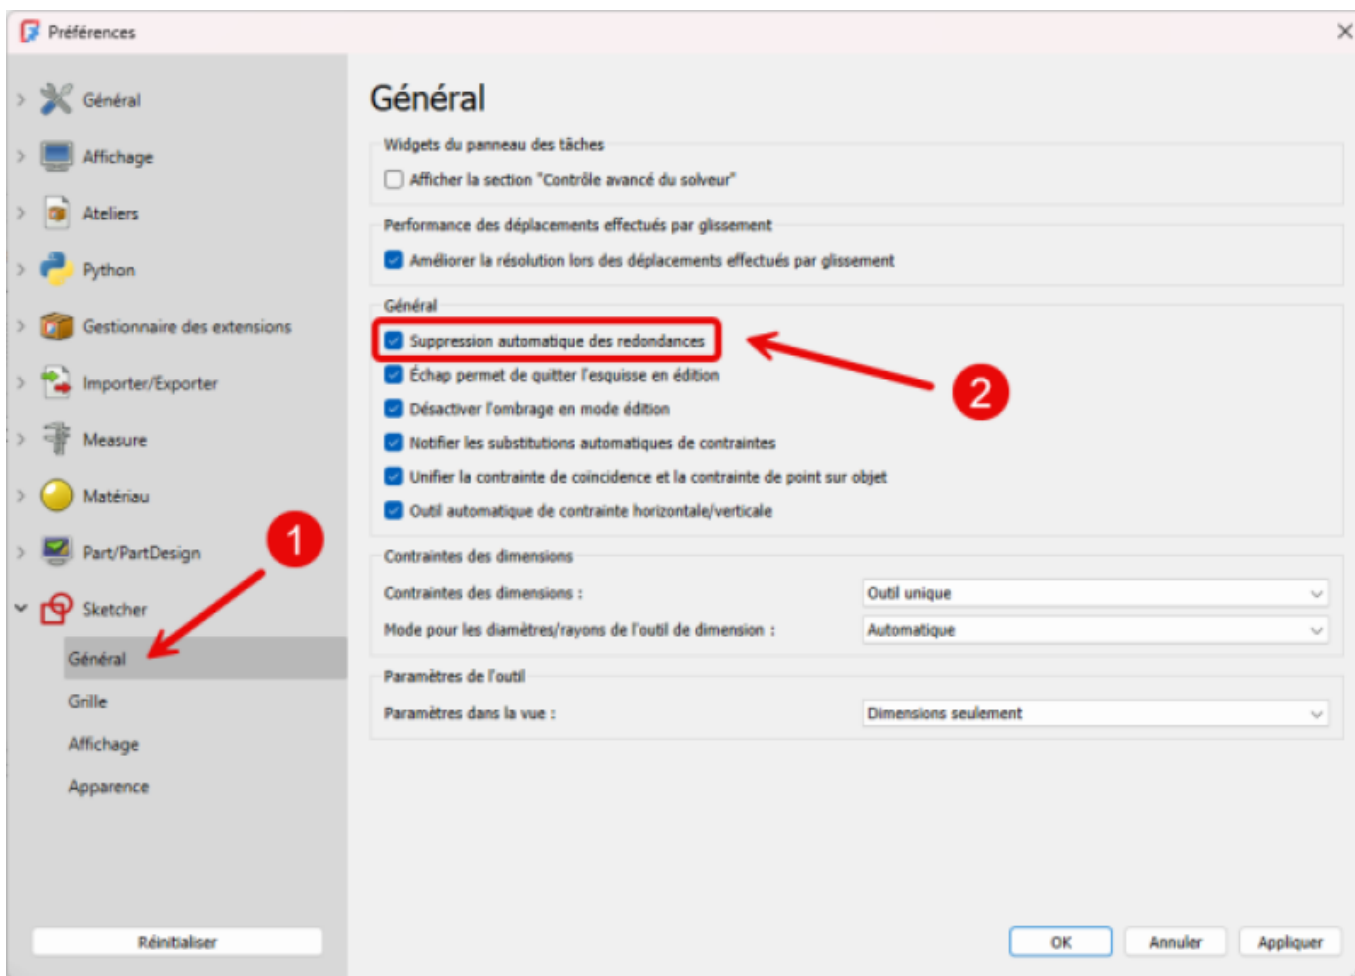 Préférences
Général
Affichage
Ateliers
Python
Gestionnaire des extensions
Importer/Exporter
Measure
Matériau
Part/PartDesign
1
Sketcher
Général
Grille
Affichage
Apparence
Réinitialiser
Général
Widgets du panneau des tâches
Afficher la section "Contrôle avancé du solveur"
Performance des déplacements effectués par glissement
Améliorer la résolution lors des déplacements effectués par glissement
Général
Suppression automatique des redondances
2
Échap permet de quitter l'esquisse en édition
Désactiver l'ombrage en mode édition
Notifier les substitutions automatiques de contraintes
Unifier la contrainte de coïncidence et la contrainte de point sur objet
Outil automatique de contrainte horizontale/verticale
Contraintes des dimensions
Contraintes des dimensions : Outil unique
Mode pour les diamètres/rayons de l'outil de dimension : Automatique
Paramètres de l'outil
Paramètres dans la vue : Dimensions seulement
OK Annuler Appliquer